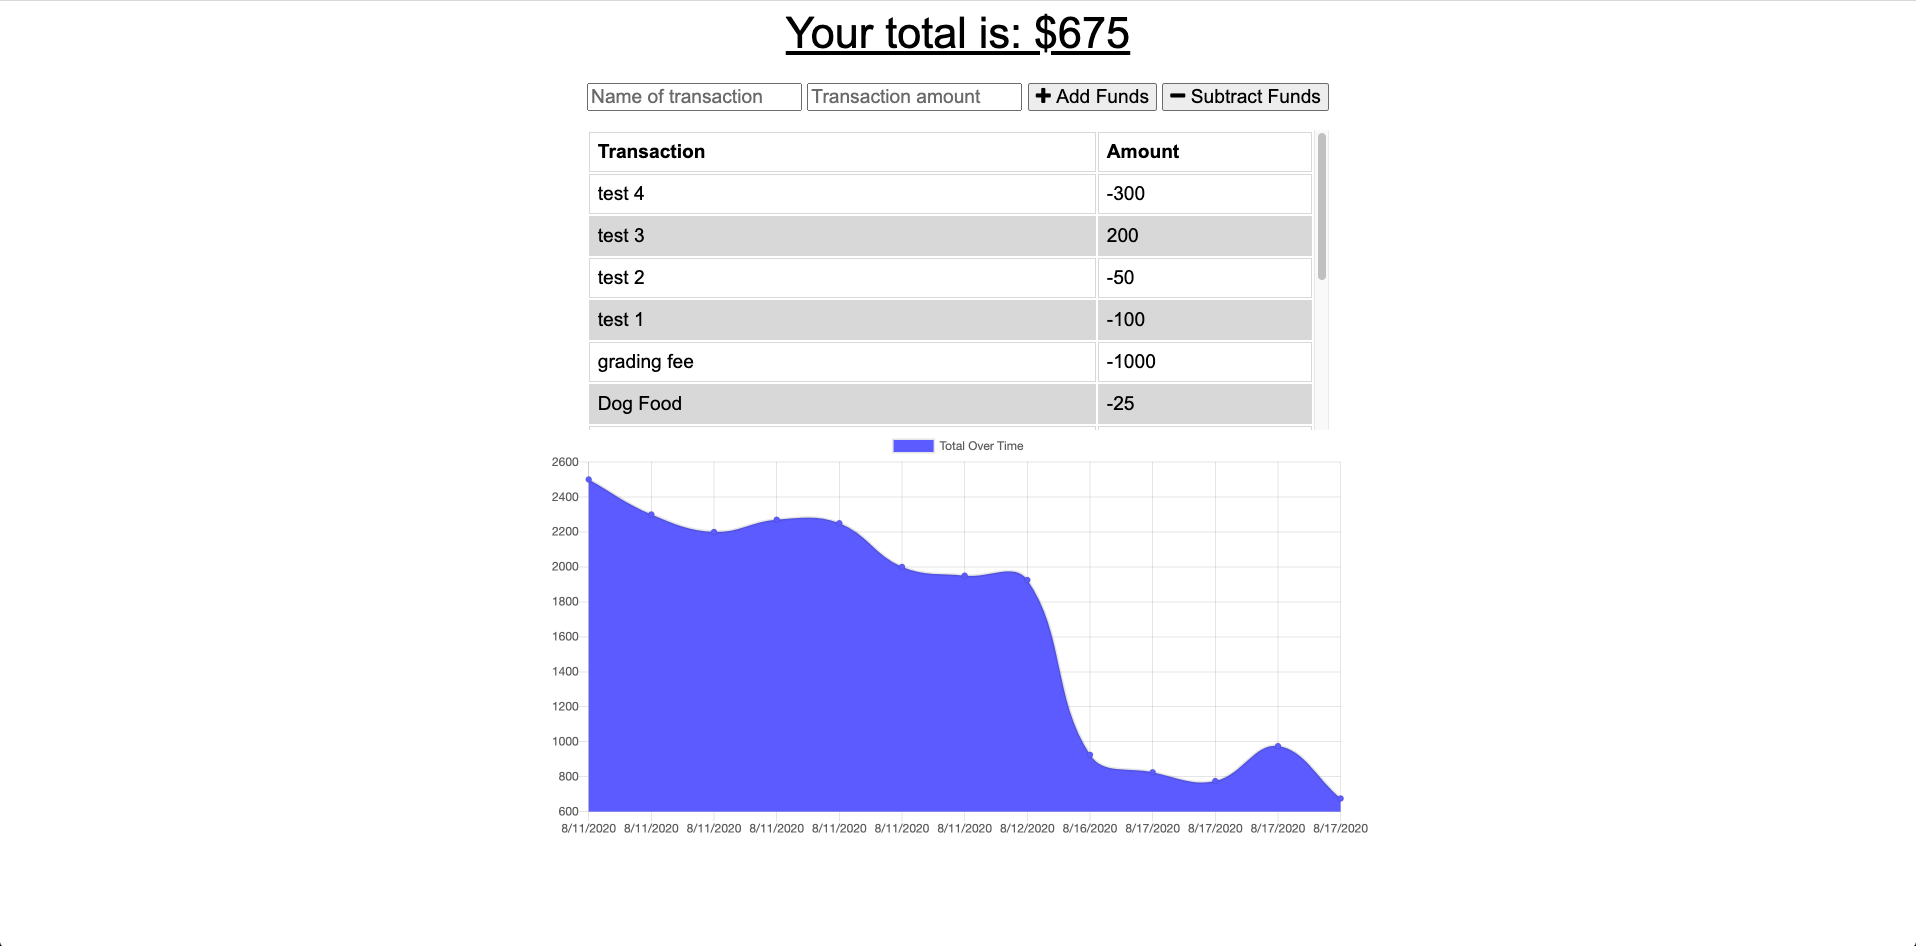 Your total is: $675
Name of transaction Transaction amount Add Funds Subtract Funds
Transaction Amount
test 4 -300
test 3 200
test 2 -50
test 1 -100
grading fee -1000
Dog Food -25
Total Over Time
2600
2400
2200
2000
1800
1600
1400
1200
1000
800
600
8/11/2020 8/11/2020 8/11/2020 8/11/2020 8/11/2020 8/11/2020 8/11/2020 8/12/2020 8/16/2020 8/17/2020 8/17/2020 8/17/2020 8/17/2020